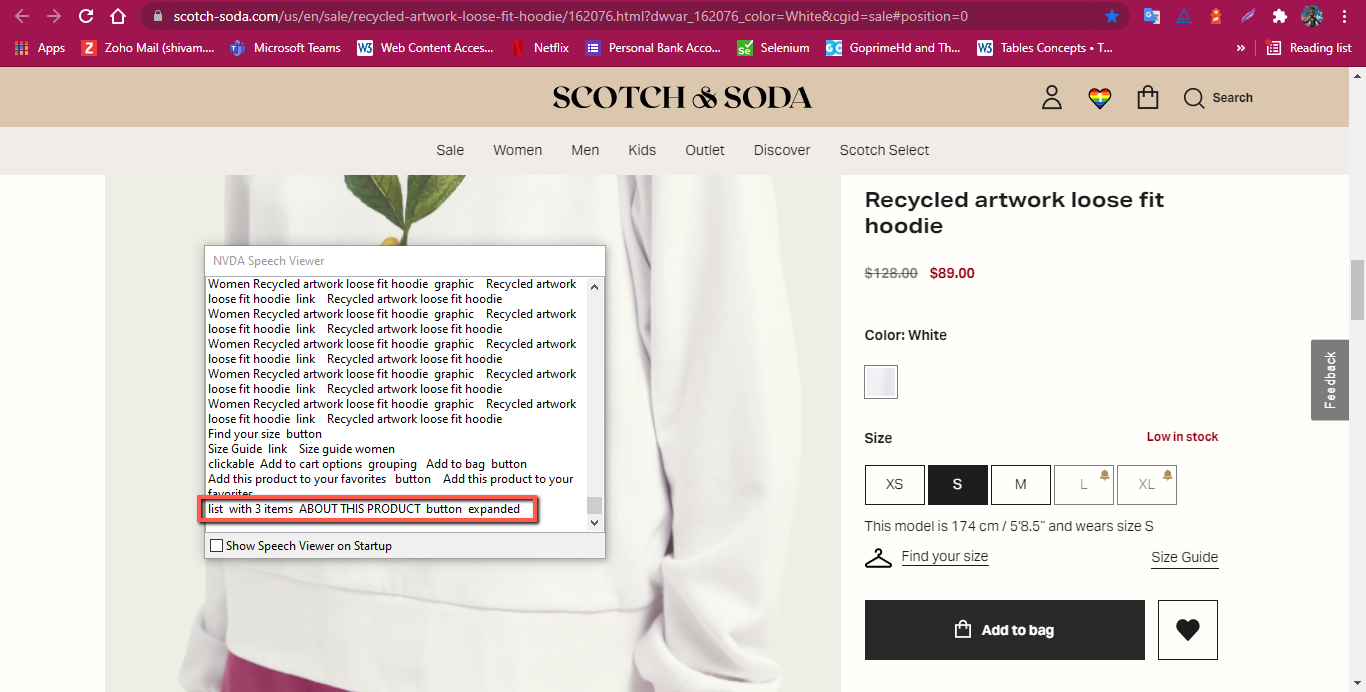 scotch-soda.com/us/en/sale/recycled-artwork-loose-fit-hoodie/162076.html?dwvar_162076_color=White&cgid=sale#position=0
Apps Zoho Mail (shivam.... Microsoft Teams Web Content Acces... Netflix Personal Bank Acco... Selenium GoprimeHd and Th... Tables Concepts • T... » Reading list
SCOTCH & SODA
Search
Sale Women Men Kids Outlet Discover Scotch Select
Recycled artwork loose fit
hoodie
$128.00 $89.00
Color: White
Size Low in stock
XS S M L XL
This model is 174 cm / 5'8.5" and wears size S
Find your size Size Guide
Add to bag
Feedback
NVDA Speech Viewer
Women Recycled artwork loose fit hoodie graphic Recycled artwork
loose fit hoodie link Recycled artwork loose fit hoodie
Women Recycled artwork loose fit hoodie graphic Recycled artwork
loose fit hoodie link Recycled artwork loose fit hoodie
Women Recycled artwork loose fit hoodie graphic Recycled artwork
loose fit hoodie link Recycled artwork loose fit hoodie
Women Recycled artwork loose fit hoodie graphic Recycled artwork
loose fit hoodie link Recycled artwork loose fit hoodie
Women Recycled artwork loose fit hoodie graphic Recycled artwork
loose fit hoodie link Recycled artwork loose fit hoodie
Find your size button
Size Guide link Size guide women
clickable Add to cart options grouping Add to bag button
Add this product to your favorites button Add this product to your
favorites
list with 3 items ABOUT THIS PRODUCT button expanded
Show Speech Viewer on Startup